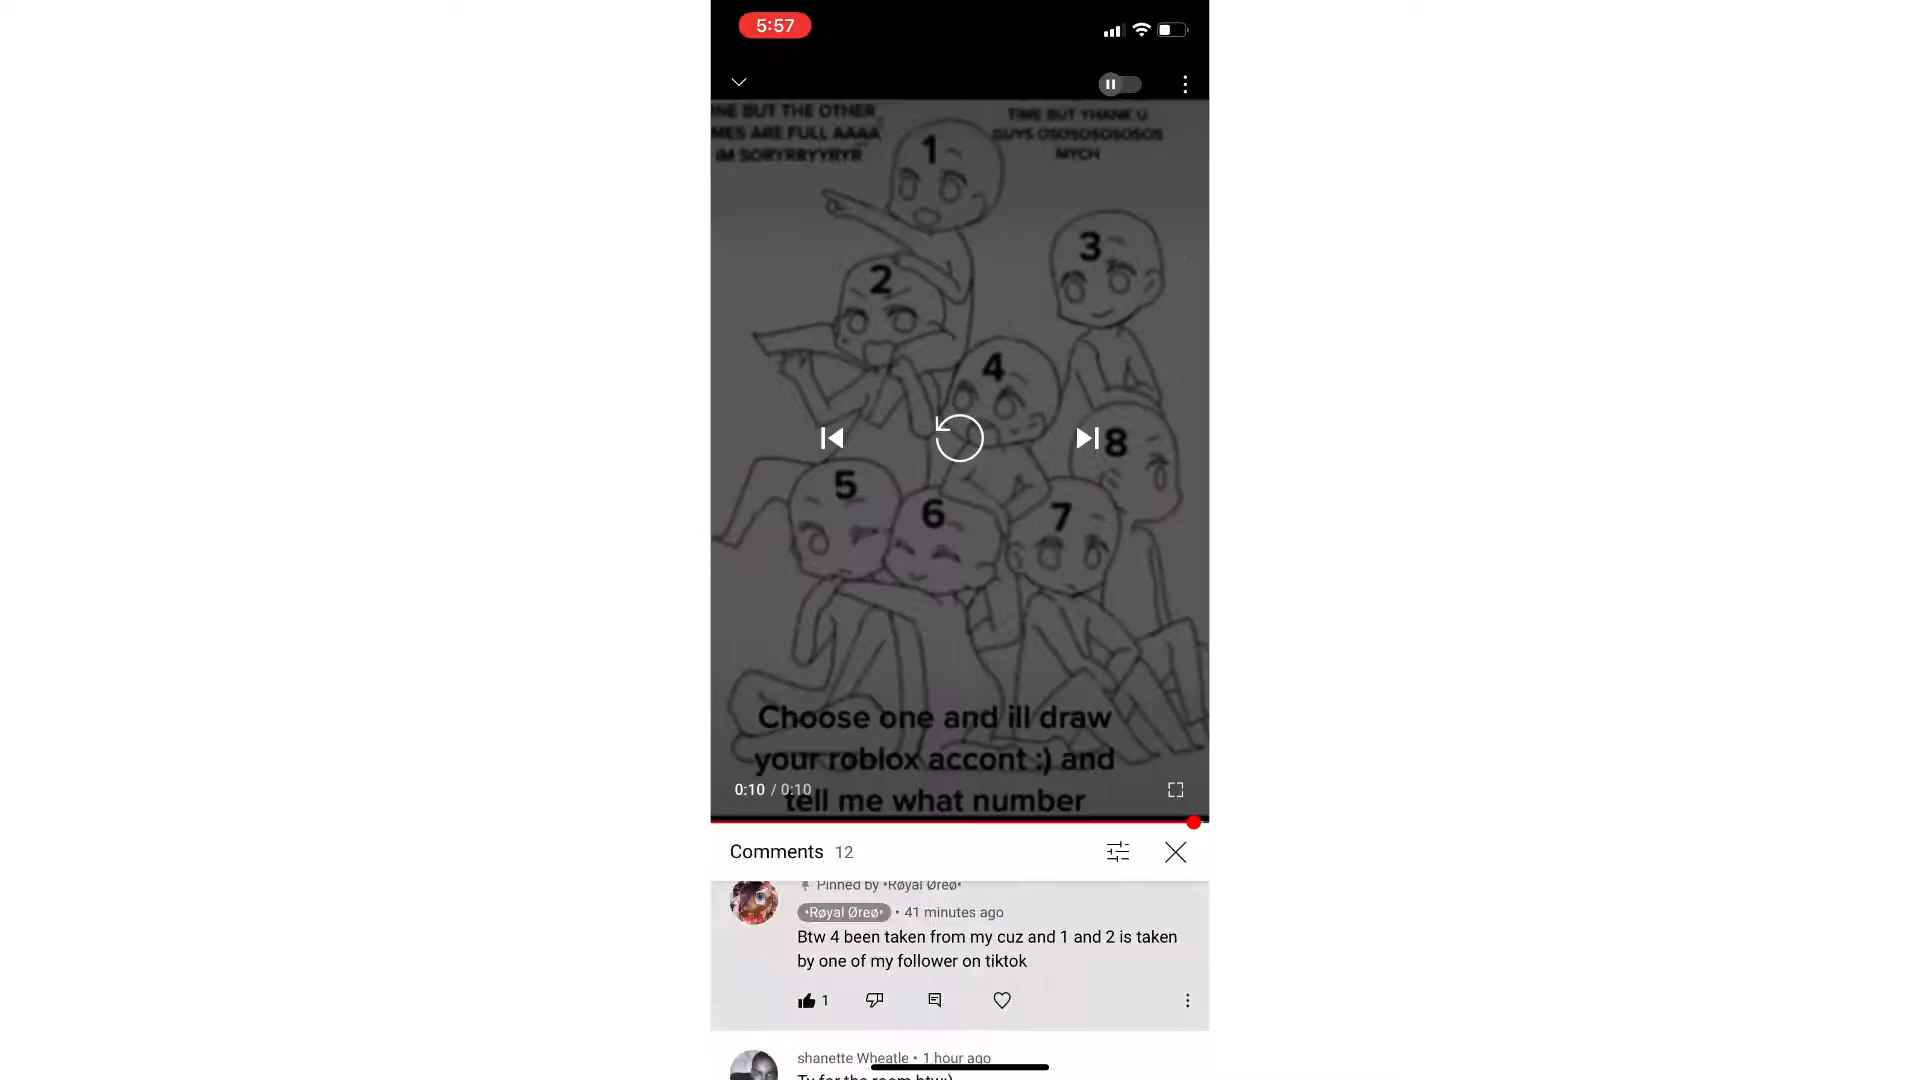 5:57
NE BUT THE OTHER
MES ARE FULL AAAA
IM SORYRRYYRYR
TIME BUT YHANK U
GUYS OSOSOSOSOSOS
MYCH
1
2
3
4
8
5
6
7
Choose one and ill draw
your roblox accont :) and
tell me what number
0:10 / 0:10
Comments 12
Pinned by •Røyal Øreø•
•Røyal Øreø• • 41 minutes ago
Btw 4 been taken from my cuz and 1 and 2 is taken
by one of my follower on tiktok
1
shanette Wheatle • 1 hour ago